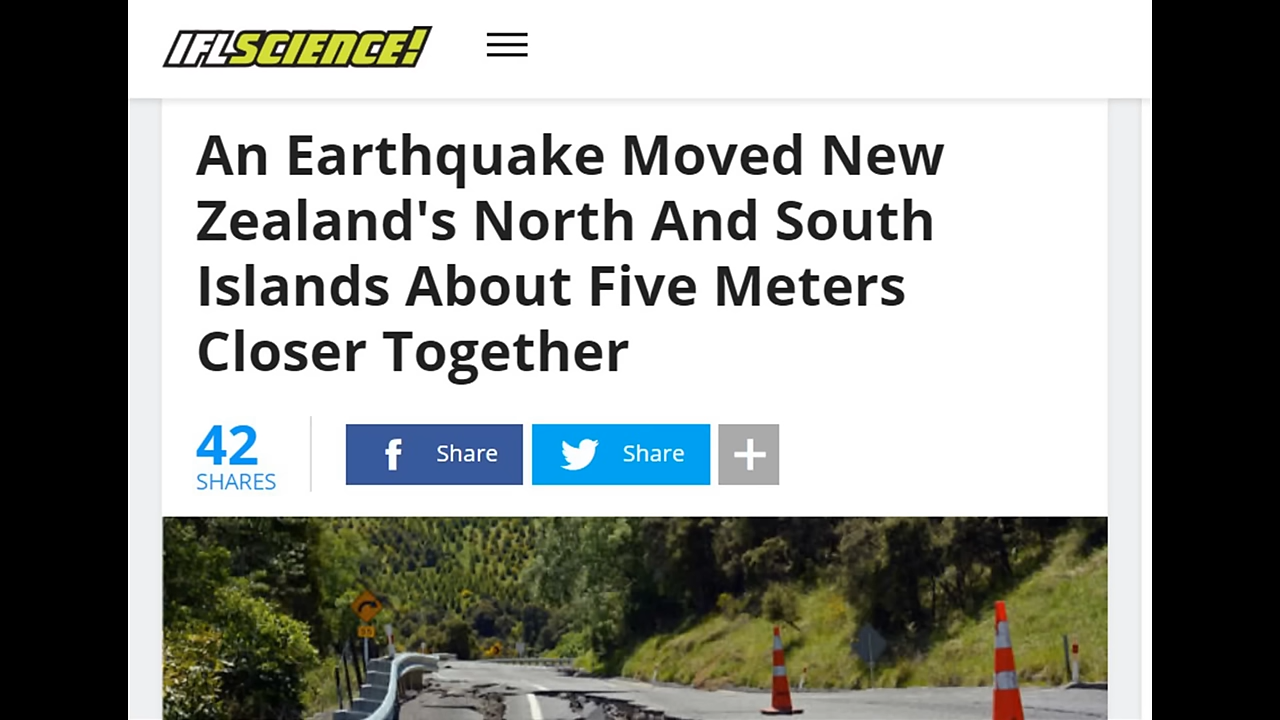 IFLSCIENCE!
An Earthquake Moved New
Zealand's North And South
Islands About Five Meters
Closer Together
42
SHARES
f Share
Share
+